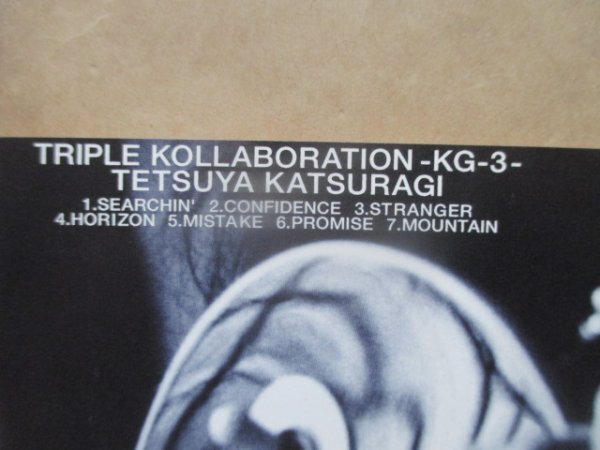 TRIPLE KOLLABORATION -KG-3-
TETSUYA KATSURAGI
1.SEARCHIN' 2.CONFIDENCE 3.STRANGER
4.HORIZON 5.MISTAKE 6.PROMISE 7.MOUNTAIN